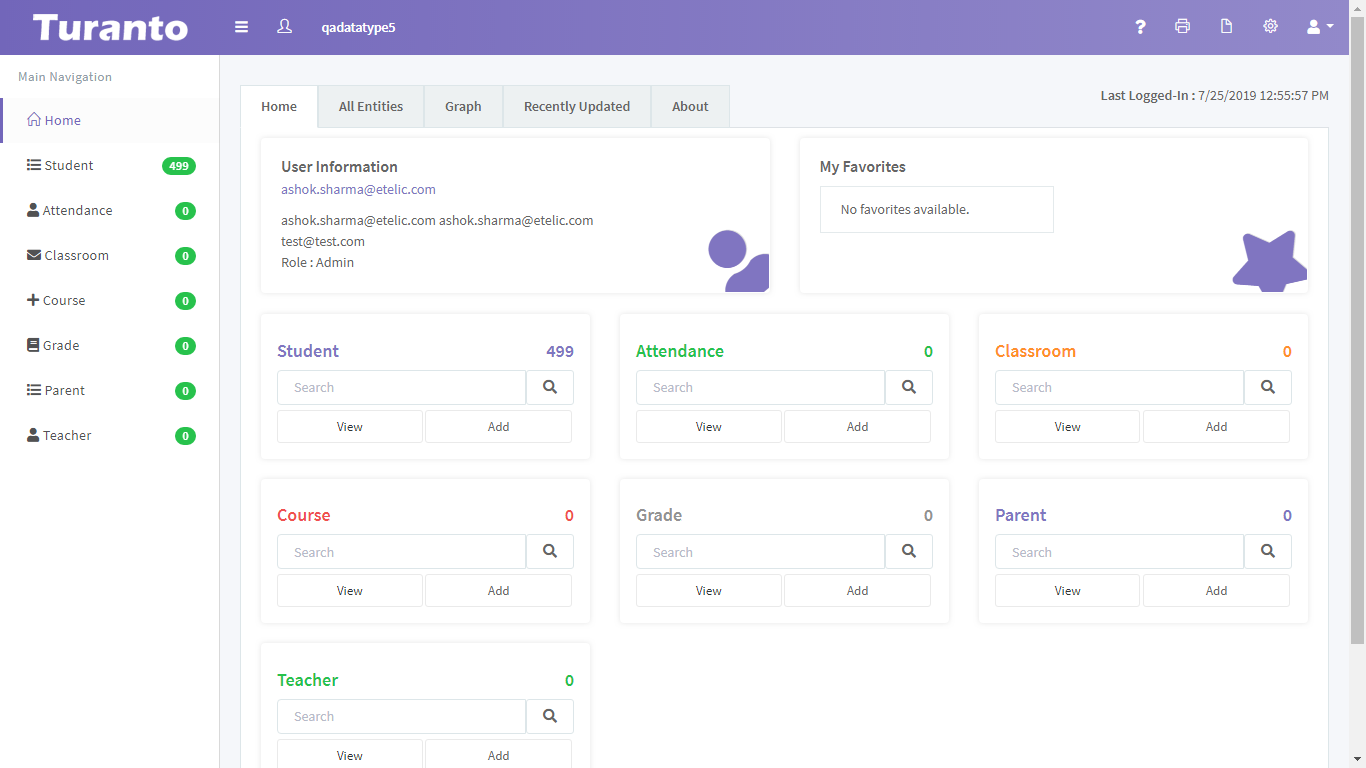 Turanto
qadatatype5
?
Main Navigation
Home
Student 499
Attendance 0
Classroom 0
Course 0
Grade 0
Parent 0
Teacher 0
Home All Entities Graph Recently Updated About
Last Logged-In : 7/25/2019 12:55:57 PM
User Information
ashok.sharma@etelic.com
ashok.sharma@etelic.com ashok.sharma@etelic.com
test@test.com
Role : Admin
My Favorites
No favorites available.
Student 499
Search
View Add
Attendance 0
Search
View Add
Classroom 0
Search
View Add
Course 0
Search
View Add
Grade 0
Search
View Add
Parent 0
Search
View Add
Teacher 0
Search
View Add